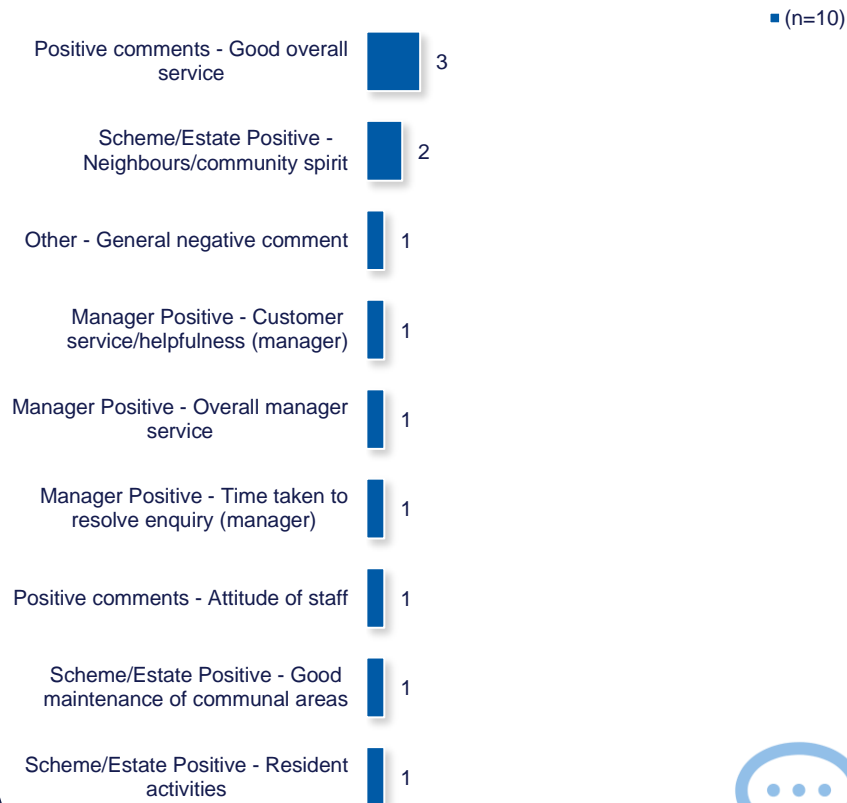 (n=10)
Positive comments - Good overall
service
3
Scheme/Estate Positive -
Neighbours/community spirit
2
Other - General negative comment
1
Manager Positive - Customer
service/helpfulness (manager)
1
Manager Positive - Overall manager
service
1
Manager Positive - Time taken to
resolve enquiry (manager)
1
Positive comments - Attitude of staff
1
Scheme/Estate Positive - Good
maintenance of communal areas
1
Scheme/Estate Positive - Resident
activities
1